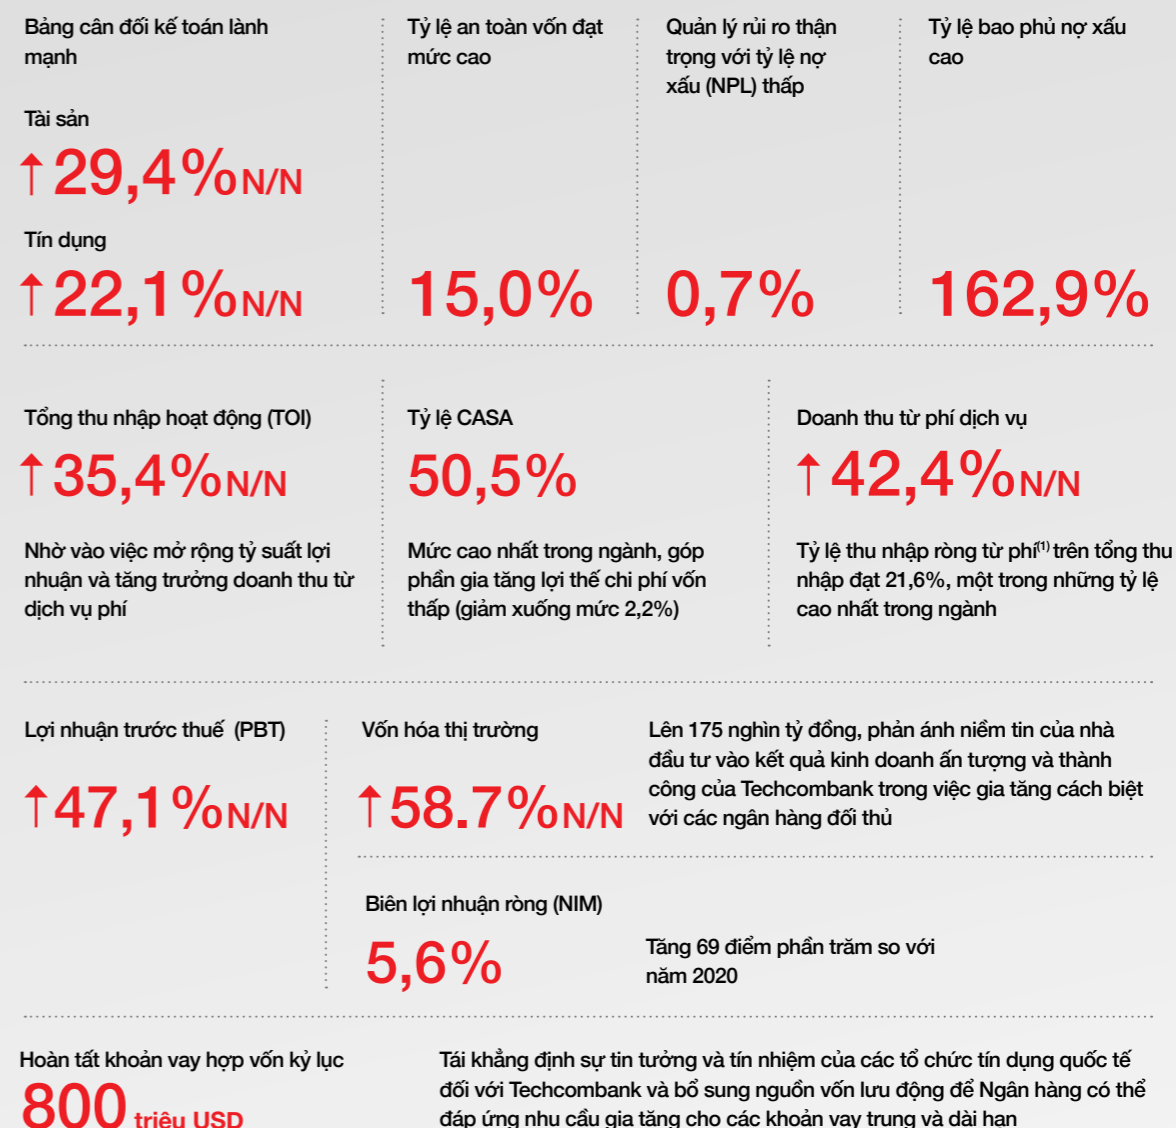 Bảng cân đối kế toán lành
mạnh
Tài sản
↑29,4% N/N
Tín dụng
↑22,1% N/N
Tỷ lệ an toàn vốn đạt
mức cao
15,0%
Quản lý rủi ro thận
trọng với tỷ lệ nợ
xấu (NPL) thấp
0,7%
Tỷ lệ bao phủ nợ xấu
cao
162,9%
Tổng thu nhập hoạt động (TOI)
↑35,4% N/N
Nhờ vào việc mở rộng tỷ suất lợi
nhuận và tăng trưởng doanh thu từ
dịch vụ phí
Tỷ lệ CASA
50,5%
Mức cao nhất trong ngành, góp
phần gia tăng lợi thế chi phí vốn
thấp (giảm xuống mức 2,2%)
Doanh thu từ phí dịch vụ
↑42,4% N/N
Tỷ lệ thu nhập ròng từ phí(1) trên tổng thu
nhập đạt 21,6%, một trong những tỷ lệ
cao nhất trong ngành
Lợi nhuận trước thuế (PBT)
↑47,1% N/N
Vốn hóa thị trường
↑58.7% N/N
Lên 175 nghìn tỷ đồng, phản ánh niềm tin của nhà
đầu tư vào kết quả kinh doanh ấn tượng và thành
công của Techcombank trong việc gia tăng cách biệt
với các ngân hàng đối thủ
Biên lợi nhuận ròng (NIM)
5,6%
Tăng 69 điểm phần trăm so với
năm 2020
Hoàn tất khoản vay hợp vốn kỷ lục
800 triệu USD
Tái khẳng định sự tin tưởng và tín nhiệm của các tổ chức tín dụng quốc tế
đối với Techcombank và bổ sung nguồn vốn lưu động để Ngân hàng có thể
đáp ứng nhu cầu gia tăng cho các khoản vay trung và dài hạn